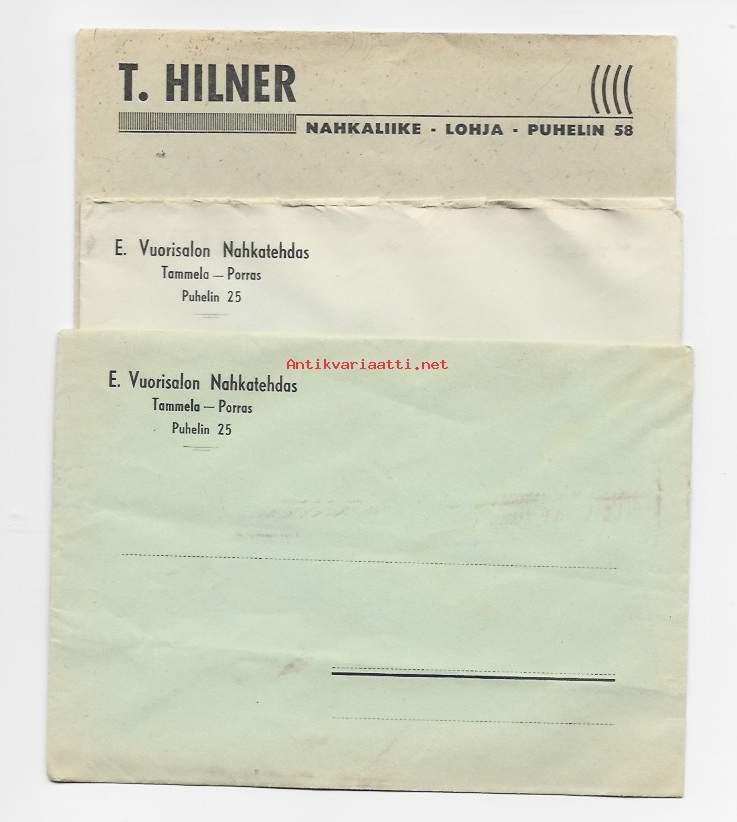 T. HILNER
NAHKALIIKE - LOHJA - PUHELIN 58
E. Vuorisalon Nahkatehdas
Tammela — Porras
Puhelin 25
Antikvariaatti.net
E. Vuorisalon Nahkatehdas
Tammela — Porras
Puhelin 25